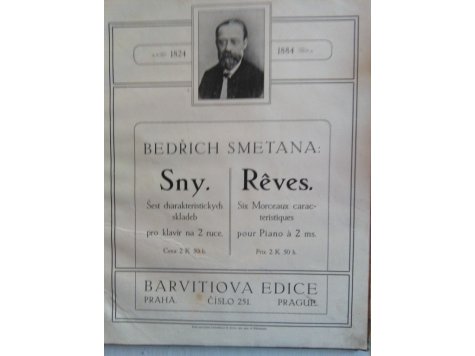 1824 1884
BEDŘICH SMETANA:
Sny.
Šest charakteristických
skladeb
pro klavír na 2 ruce.
Cena 2 K 50 h.
Rêves.
Six Morceaux carac-
teristiques
pour Piano à 2 ms.
Prix 2 K 50 h.
BARVITIOVA EDICE
PRAHA. ČÍSLO 251. PRAGUE.